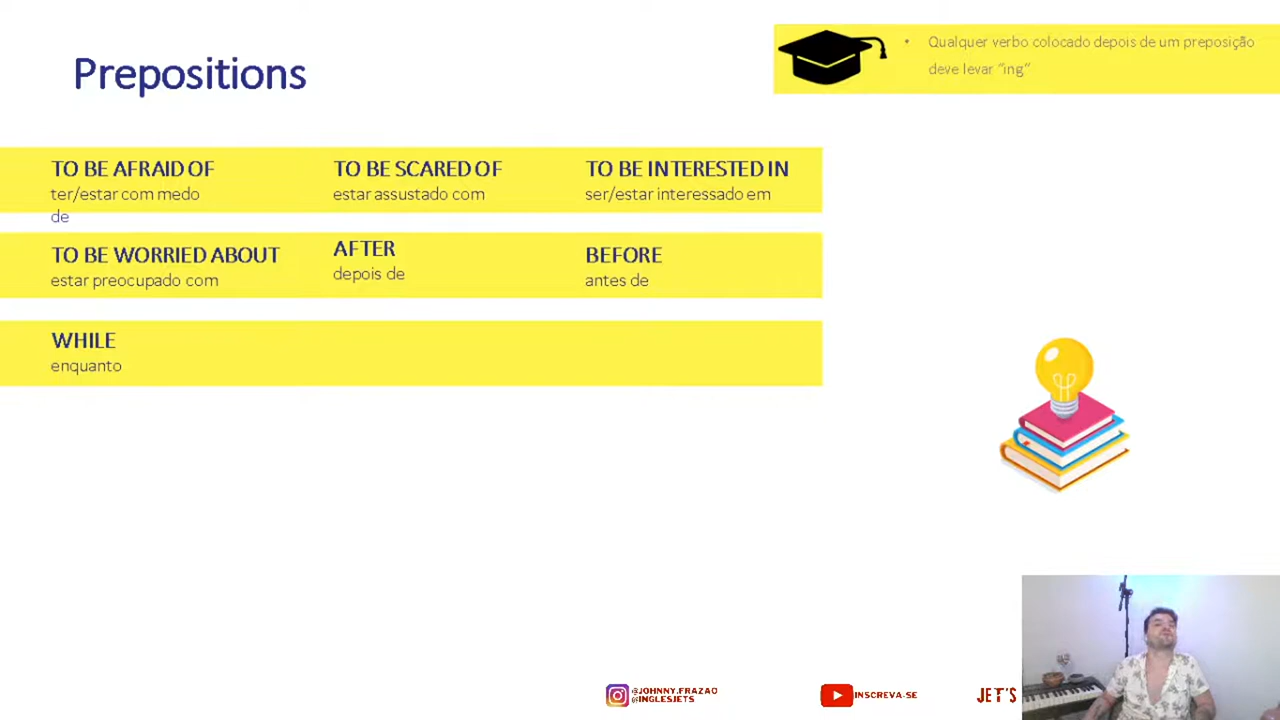 Prepositions
• Qualquer verbo colocado depois de um preposição
deve levar “ing”
TO BE AFRAID OF
ter/estar com medo
de
TO BE SCARED OF
estar assustado com
TO BE INTERESTED IN
ser/estar interessado em
TO BE WORRIED ABOUT
estar preocupado com
AFTER
depois de
BEFORE
antes de
WHILE
enquanto
@JOHNNY.FRAZAO
@INGLESJETS
INSCREVA-SE
JET'S